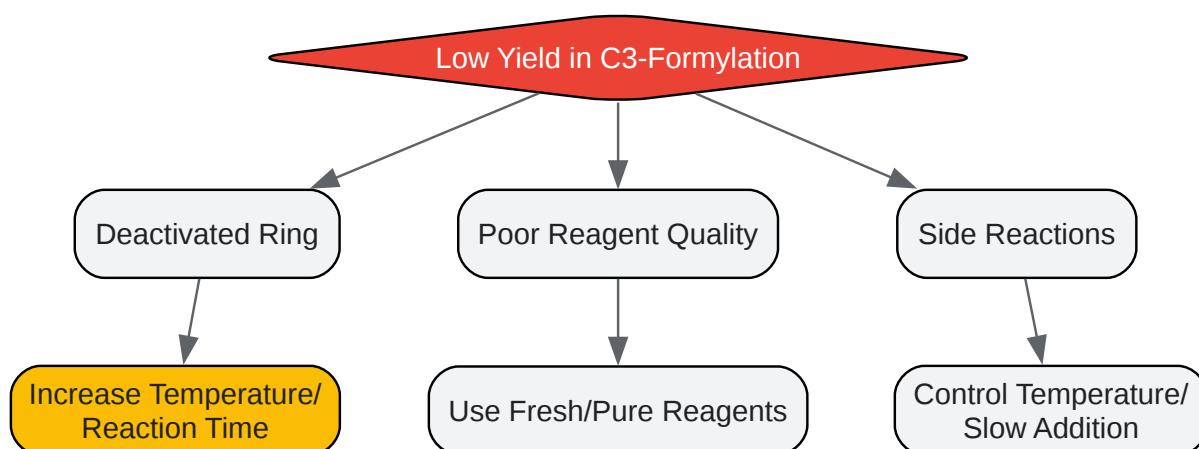 Low Yield in C3-Formylation
Deactivated Ring
Poor Reagent Quality
Side Reactions
Increase Temperature/
Reaction Time
Use Fresh/Pure Reagents
Control Temperature/
Slow Addition